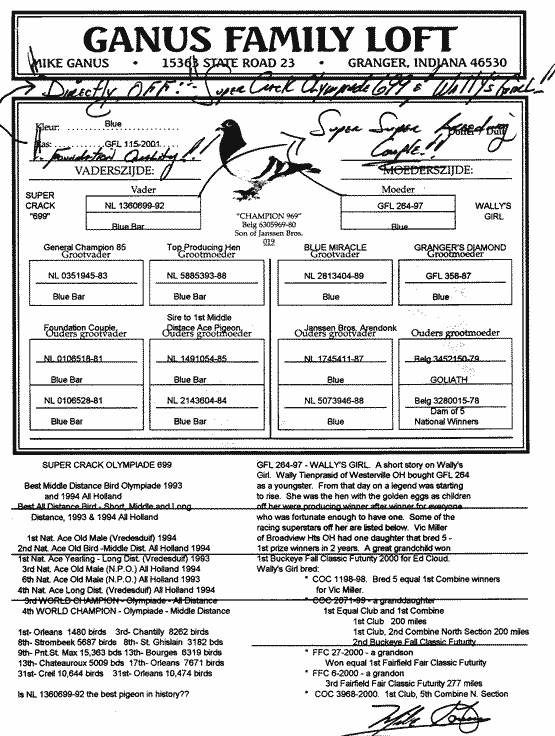 GANUS FAMILY LOFT
MIKE GANUS • 15363 STATE ROAD 23 • GRANGER, INDIANA 46530
Directly OFF:- Super Crack Olympiade 699 & Wally's Girl
Kleur: Blue
Ras: GFL 115-2001
Foundation Quality!!
Super Super Breeding
Couple!!
VADERSZIJDE:
MOEDERSZIJDE:
SUPER
CRACK
"699"
Vader
NL 1360699-92
Blue Bar
"CHAMPION 969"
Belg 6305969-80
Son of Janssen Bros.
019
Moeder
GFL 264-97
Blue
WALLY'S
GIRL
General Champion 85
Grootvader
NL 0351945-83
Blue Bar
Top Producing Hen
Grootmoeder
NL 5885393-88
Blue Bar
BLUE MIRACLE
Grootvader
NL 2813404-89
Blue
GRANGER'S DIAMOND
Grootmoeder
GFL 358-87
Blue
Foundation Couple,
Ouders grootvader
NL 0106518-81
Blue Bar
NL 0106528-81
Blue Bar
Sire to 1st Middle
Distace Ace Pigeon,
Ouders grootmoeder
NL 1491054-85
Blue Bar
NL 2143604-84
Blue Bar
Janssen Bros. Arendonk
Ouders grootvader
NL 1745411-87
Blue Bar
NL 5073946-88
Blue
Ouders grootmoeder
Belg 3452150-79
GOLIATH
Belg 3280015-78
Dam of 5
National Winners
SUPER CRACK OLYMPIADE 699
Best Middle Distance Bird Olympiade 1993
and 1994 All Holland
Best All Distance Bird - Short, Middle and Long
Distance, 1993 & 1994 All Holland
1st Nat. Ace Old Male (Vredesduif) 1994
2nd Nat. Ace Old Bird -Middle Dist. All Holland 1994
1st Nat. Ace Yearling - Long Dist. (Vredesduif) 1994
3rd Nat. Ace Old Male (N.P.O.) All Holland 1994
6th Nat. Ace Old Male (N.P.O.) All Holland 1993
4th Nat. Ace Long Dist. (Vredesduif) All Holland 1994
3rd WORLD CHAMPION - Olympiade - All Distance
4th WORLD CHAMPION - Olympiade - Middle Distance
1st- Orleans 1480 birds 3rd- Chantilly 8262 birds
8th- Strombeek 5687 birds 8th- St. Ghislain 3182 bds
9th- Pnt.St. Max 15,363 bds 13th- Bourges 6319 birds
13th- Chateauroux 5009 bds 17th- Orleans 7671 birds
31st- Creil 10,644 birds 31st- Orleans 10,474 birds
Is NL 1360699-92 the best pigeon in history??
GFL 264-97 - WALLY'S GIRL. A short story on Wally's
Girl. Wally Tienprasid of Westerville OH bought GFL 264
as a youngster. From that day on a legend was starting
to rise. She was the hen with the golden eggs as children
off her were producing winner after winner for everyone
who was fortunate enough to have one. Some of the
racing superstars off her are listed below. Vic Miller
of Broadview Hts OH had one daughter that bred 5 -
1st prize winners in 2 years. A great grandchild won
1st Buckeye Fall Classic Futurity 2000 for Ed Cloud.
Wally's Girl bred:
* COC 1198-98. Bred 5 equal 1st Combine winners
for Vic Miller.
* COC 2671-99 - a granddaughter
1st Equal Club and 1st Combine
1st Club 200 miles
1st Club, 2nd Combine North Section 200 miles
2nd Buckeye Fall Classic Futurity
* FFC 27-2000 - a grandson
Won equal 1st Fairfield Fair Classic Futurity
* FFC 6-2000 - a grandson
3rd Fairfield Fair Classic Futurity 277 miles
* COC 3968-2000. 1st Club, 5th Combine N. Section